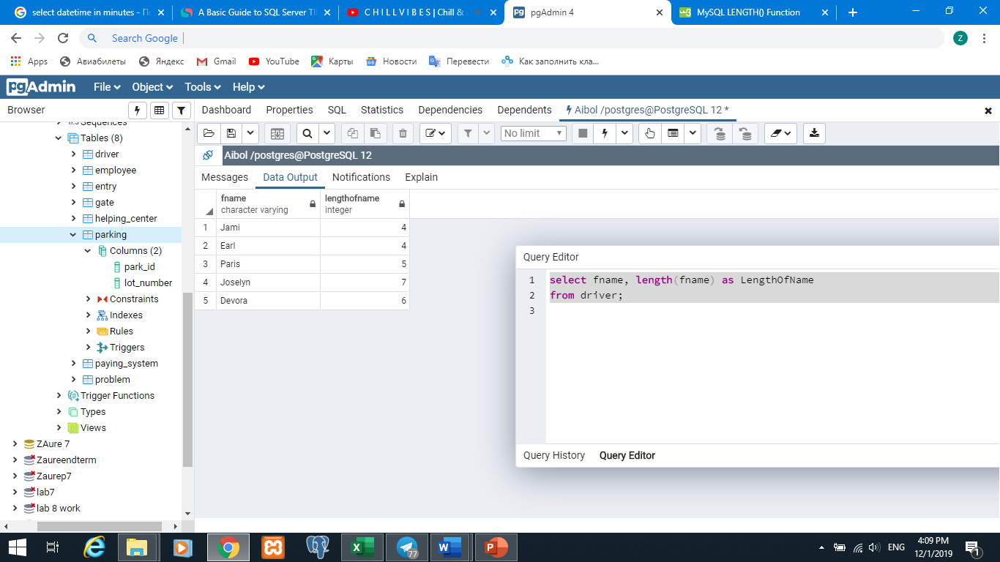 select datetime in minutes - По
A Basic Guide to SQL Server TI
C H I L L V I B E S | Chill &
pgAdmin 4
MySQL LENGTH() Function
Search Google
Z
Apps
Авиабилеты
Яндекс
Gmail
YouTube
Карты
Новости
Перевести
Как заполнить кла...
pgAdmin
File
Object
Tools
Help
Browser
Dashboard
Properties
SQL
Statistics
Dependencies
Dependents
Aibol /postgres@PostgreSQL 12 *
No limit
Aibol /postgres@PostgreSQL 12
Sequences
Tables (8)
driver
employee
entry
gate
helping_center
parking
Columns (2)
park_id
lot_number
Constraints
Indexes
Rules
Triggers
paying_system
problem
Trigger Functions
Types
Views
ZAure 7
Zaureendterm
Zaurep7
lab7
lab 8 work
Messages
Data Output
Notifications
Explain
fname
character varying
lengthofname
integer
1 Jami 4
2 Earl 4
3 Paris 5
4 Joselyn 7
5 Devora 6
Query Editor
1 select fname, length(fname) as LengthOfName
2 from driver;
3
Query History
Query Editor
77
ENG
4:09 PM
12/1/2019
1